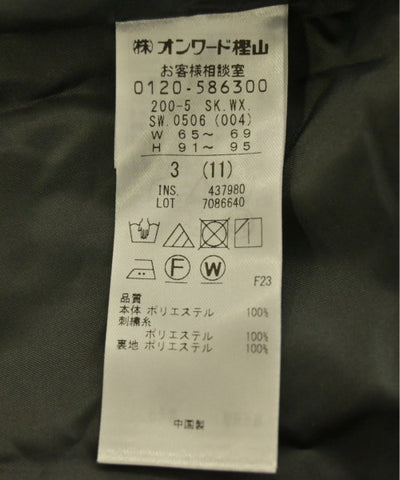 (株)オンワード樫山
お客様相談室
0120-586300
200-5 SK.WX.
SW.0506 (004)
W 65～ 69
H 91～ 95
3 (11)
INS. 437980
LOT 7086640
F W
F23
品質
本体 ポリエステル 100%
刺繍糸
ポリエステル 100%
裏地 ポリエステル 100%
中国製